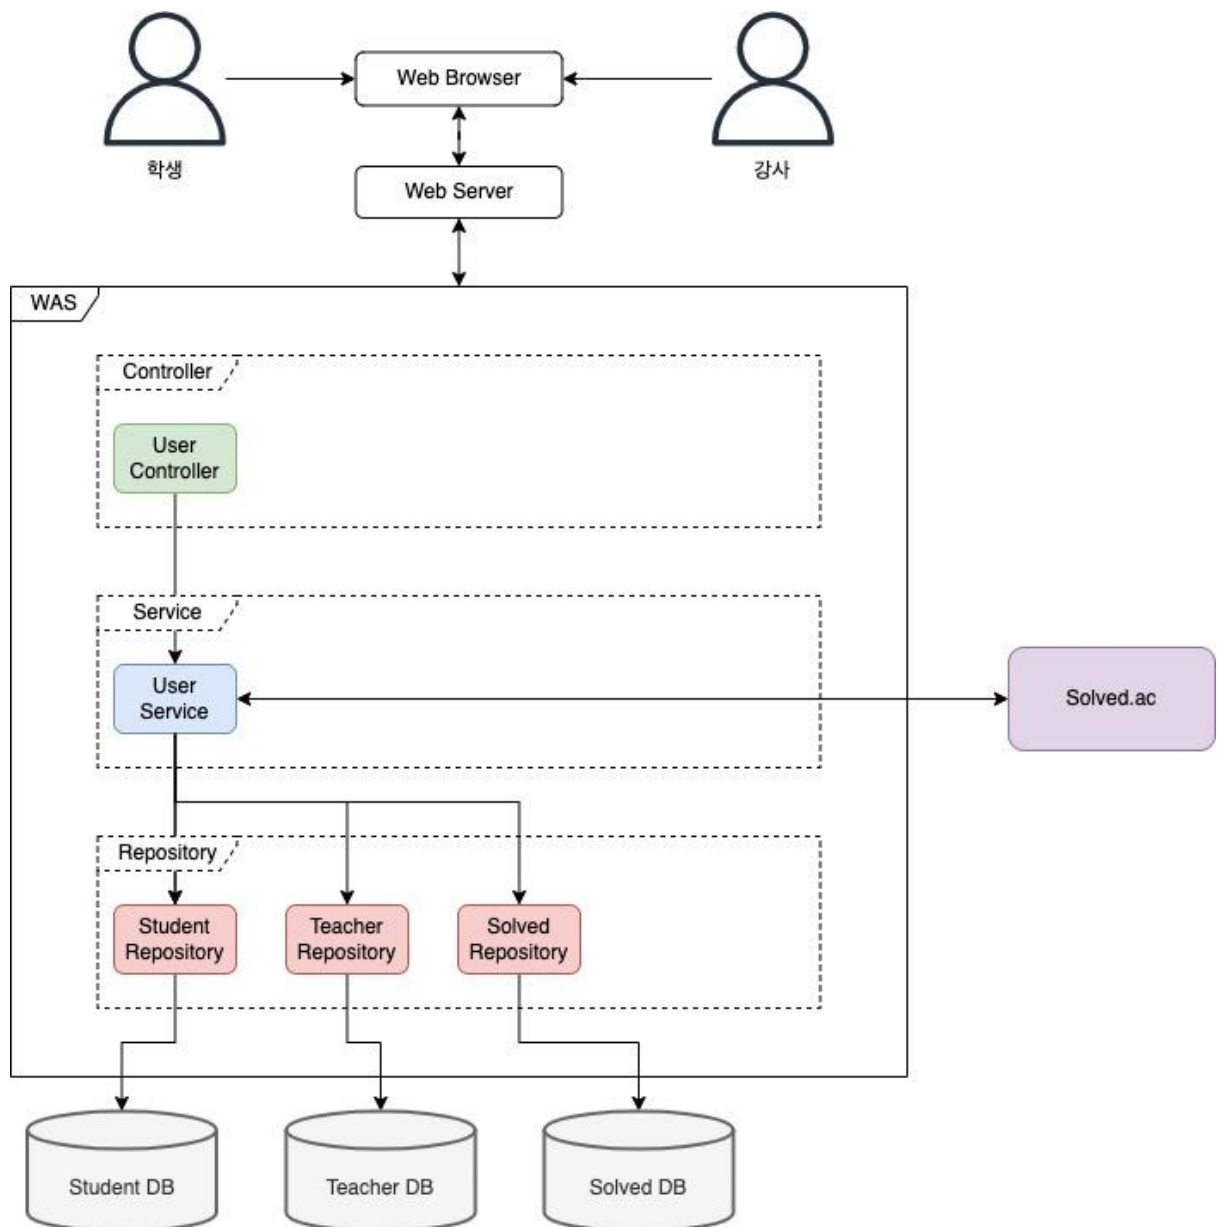 Web Browser
학생
강사
Web Server
WAS
Controller
User
Controller
Service
User
Service
Solved.ac
Repository
Student
Repository
Teacher
Repository
Solved
Repository
Student DB
Teacher DB
Solved DB